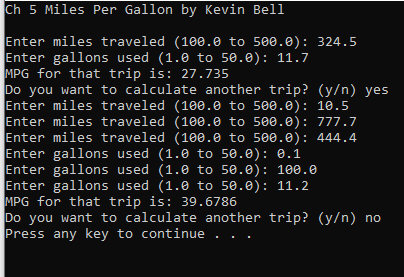 Ch 5 Miles Per Gallon by Kevin Bell
Enter miles traveled (100.0 to 500.0): 324.5
Enter gallons used (1.0 to 50.0): 11.7
MPG for that trip is: 27.735
Do you want to calculate another trip? (y/n) yes
Enter miles traveled (100.0 to 500.0): 10.5
Enter miles traveled (100.0 to 500.0): 777.7
Enter miles traveled (100.0 to 500.0): 444.4
Enter gallons used (1.0 to 50.0): 0.1
Enter gallons used (1.0 to 50.0): 100.0
Enter gallons used (1.0 to 50.0): 11.2
MPG for that trip is: 39.6786
Do you want to calculate another trip? (y/n) no
Press any key to continue . . .